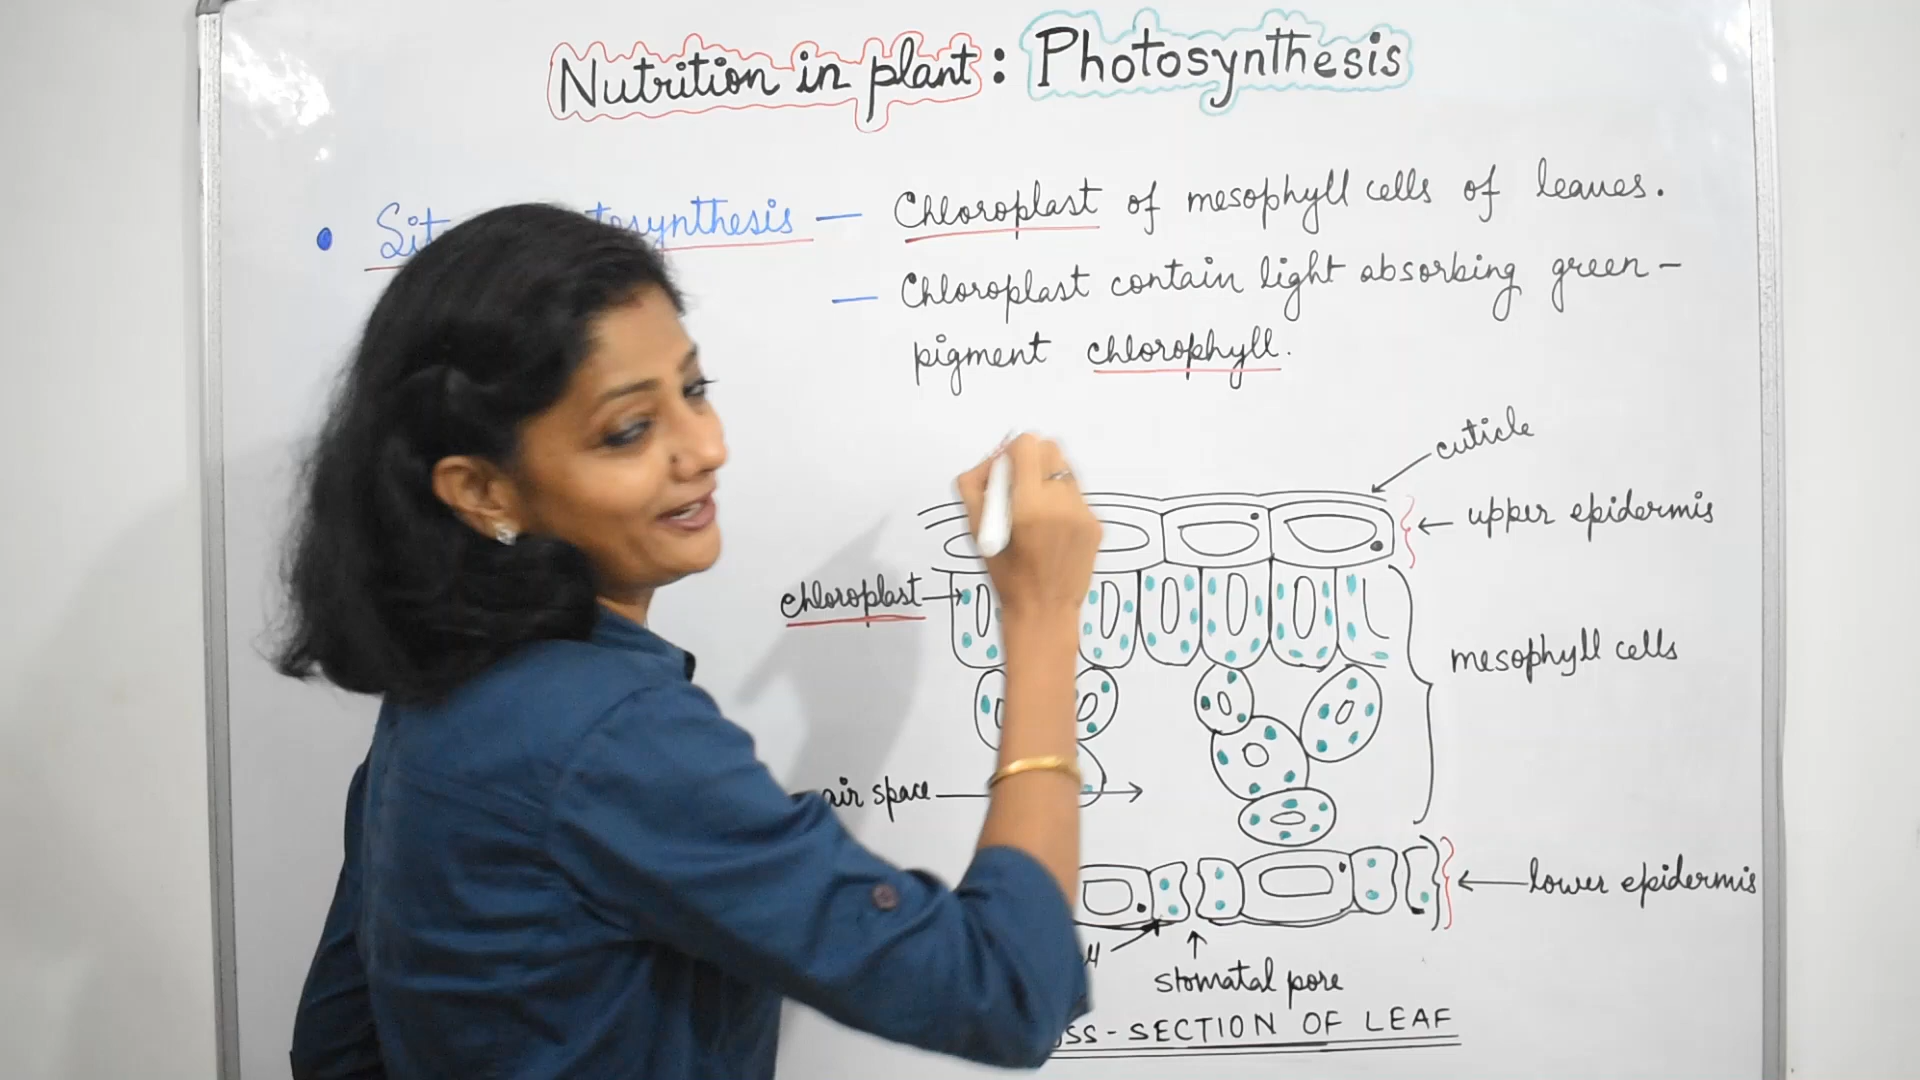 Nutrition in plant : Photosynthesis
• — Chloroplast of mesophyll cells of leaves.
— Chloroplast contain light absorbing green -
pigment chlorophyll.
cuticle
upper epidermis
chloroplast
mesophyll cells
air space
lower epidermis
stomatal pore
SECTION OF LEAF